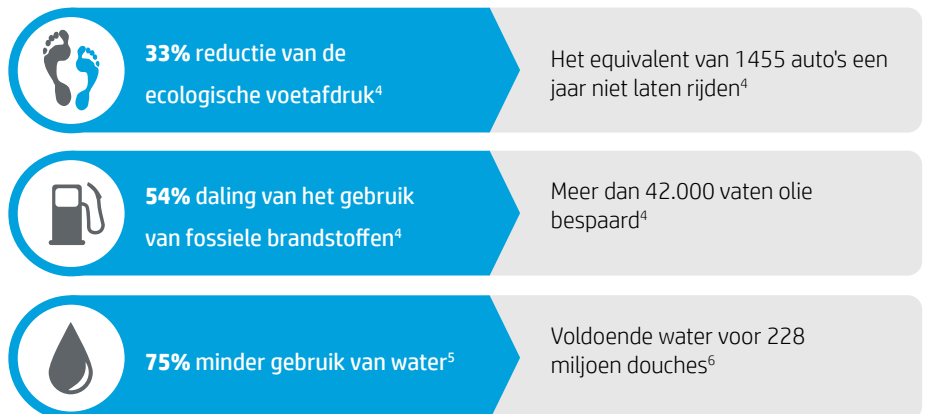 33% reductie van de
ecologische voetafdruk⁴
Het equivalent van 1455 auto's een
jaar niet laten rijden⁴
54% daling van het gebruik
van fossiele brandstoffen⁴
Meer dan 42.000 vaten olie
bespaard⁴
75% minder gebruik van water⁵
Voldoende water voor 228
miljoen douches⁶